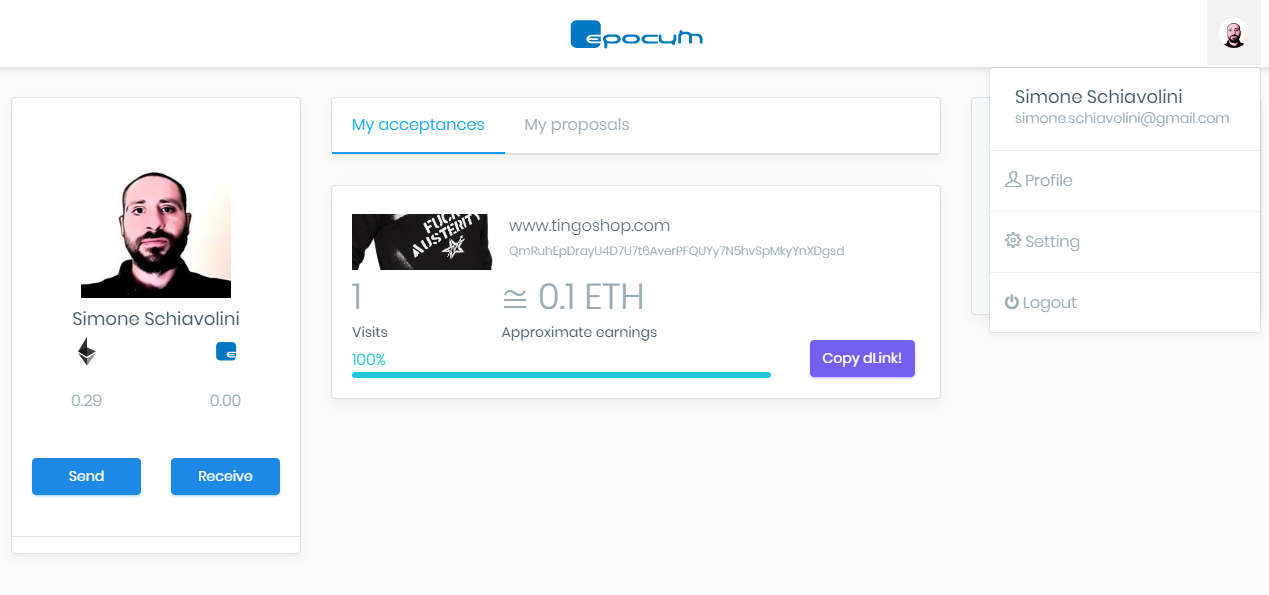 epocum
Simone Schiavolini
simone.schiavolini@gmail.com
Profile
Setting
Logout
Simone Schiavolini
0.29
0.00
Send
Receive
My acceptances
My proposals
AUSTERITY
www.tingoshop.com
QmRuhEpDrayU4D7U7t6AverPFQUYy7N5hvSpMkyYnXDgsd
1
≅ 0.1 ETH
Visits
Approximate earnings
100%
Copy dLink!